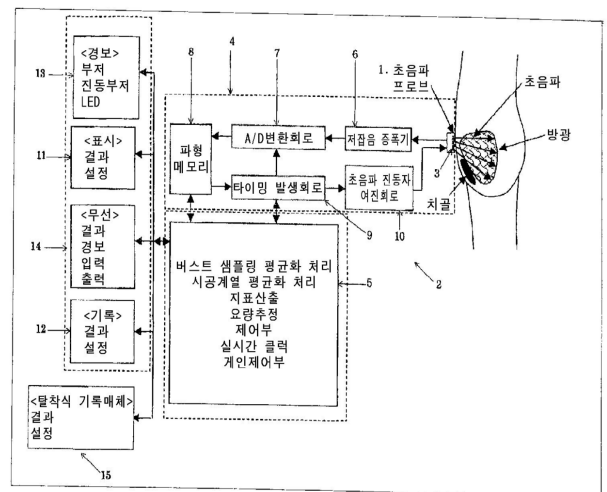 13
<경보>
부저
진동부저
LED
11
<표시>
결과
설정
14
<무선>
결과
경보
입력
출력
12
<기록>
결과
설정
<탈착식 기록매체>
결과
설정
15
8
4
7
6
1. 초음파
프로브
초음파
방광
파형
메모리
A/D변환회로
저잡음 증폭기
타이밍 발생회로
초음파 진동자
여진회로
3
치골
9
10
2
버스트 샘플링 평균화 처리
시공계열 평균화 처리
지표산출
요량추정
제어부
실시간 클럭
게인제어부
5